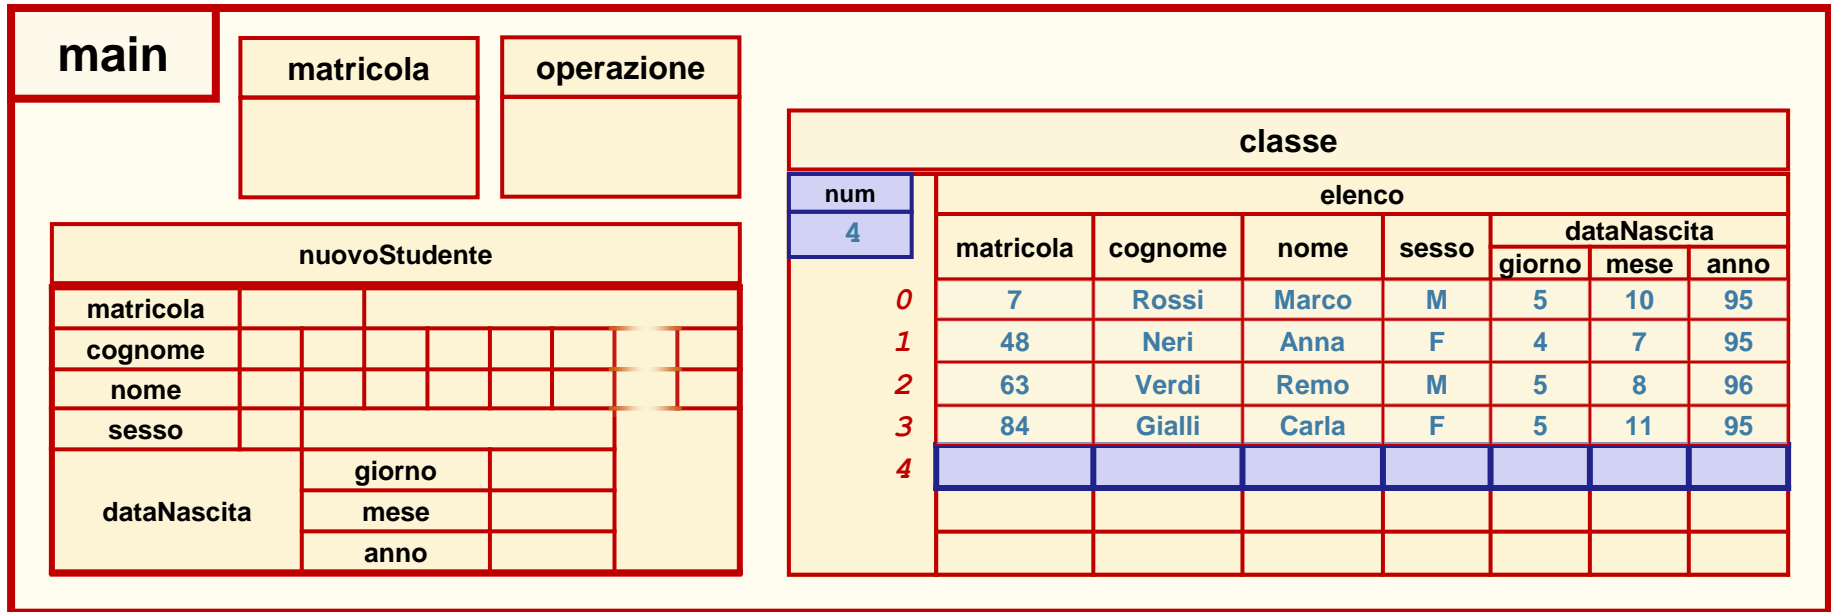 main
matricola
operazione
nuovoStudente
matricola
cognome
nome
sesso
dataNascita
giorno
mese
anno
classe
num
4
elenco
matricola cognome nome sesso dataNascita
giorno mese anno
0 7 Rossi Marco M 5 10 95
1 48 Neri Anna F 4 7 95
2 63 Verdi Remo M 5 8 96
3 84 Gialli Carla F 5 11 95
4